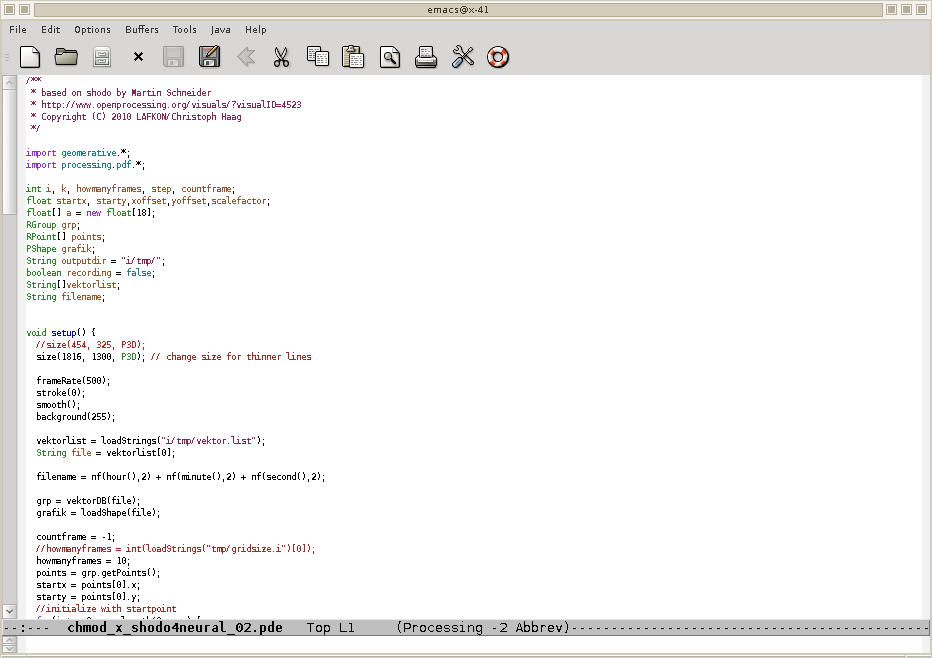 emacs@x-41
File Edit Options Buffers Tools Java Help
/**
 * based on shodo by Martin Schneider
 * http://www.openprocessing.org/visuals/?visualID=4523
 * Copyright (C) 2010 LAFKON/Christoph Haag
 */
import geomerative.*;
import processing.pdf.*;
int i, k, howmanyframes, step, countframe;
float startx, starty,xoffset,yoffset,scalefactor;
float[] a = new float[18];
RGroup grp;
RPoint[] points;
PShape grafik;
String outputdir = "i/tmp/";
boolean recording = false;
String[]vektorlist;
String filename;
void setup() {
  //size(454, 325, P3D);
  size(1816, 1300, P3D); // change size for thinner lines
  frameRate(500);
  stroke(0);
  smooth();
  background(255);
  vektorlist = loadStrings("i/tmp/vektor.list");
  String file = vektorlist[0];
  filename = nf(hour(),2) + nf(minute(),2) + nf(second(),2);
  grp = vektorDB(file);
  grafik = loadShape(file);
  countframe = -1;
  //howmanyframes = int(loadStrings("tmp/gridsize.i")[0]);
  howmanyframes = 10;
  points = grp.getPoints();
  startx = points[0].x;
  starty = points[0].y;
  //initialize with startpoint
--:--- chmod_x_shodo4neural_02.pde Top L1 (Processing -2 Abbrev)------------------------------------------